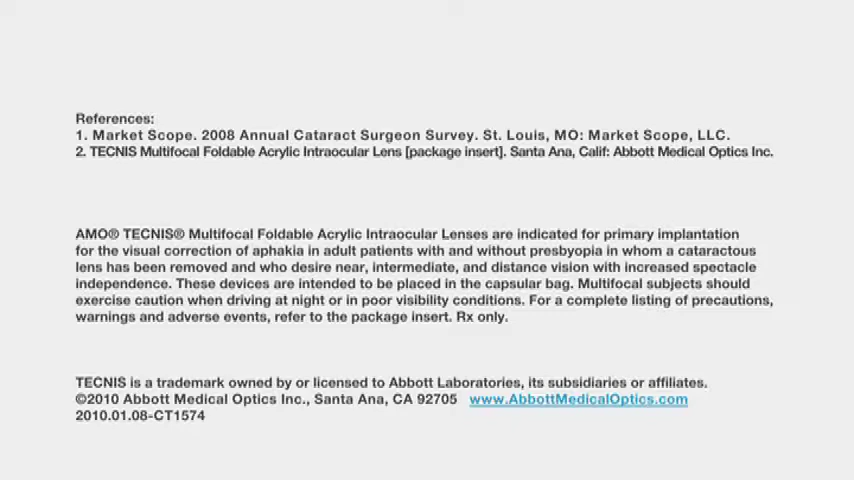 References:
1. Market Scope. 2008 Annual Cataract Surgeon Survey. St. Louis, MO: Market Scope, LLC.
2. TECNIS Multifocal Foldable Acrylic Intraocular Lens [package insert]. Santa Ana, Calif: Abbott Medical Optics Inc.
AMO® TECNIS® Multifocal Foldable Acrylic Intraocular Lenses are indicated for primary implantation
for the visual correction of aphakia in adult patients with and without presbyopia in whom a cataractous
lens has been removed and who desire near, intermediate, and distance vision with increased spectacle
independence. These devices are intended to be placed in the capsular bag. Multifocal subjects should
exercise caution when driving at night or in poor visibility conditions. For a complete listing of precautions,
warnings and adverse events, refer to the package insert. Rx only.
TECNIS is a trademark owned by or licensed to Abbott Laboratories, its subsidiaries or affiliates.
©2010 Abbott Medical Optics Inc., Santa Ana, CA 92705 www.AbbottMedicalOptics.com
2010.01.08-CT1574